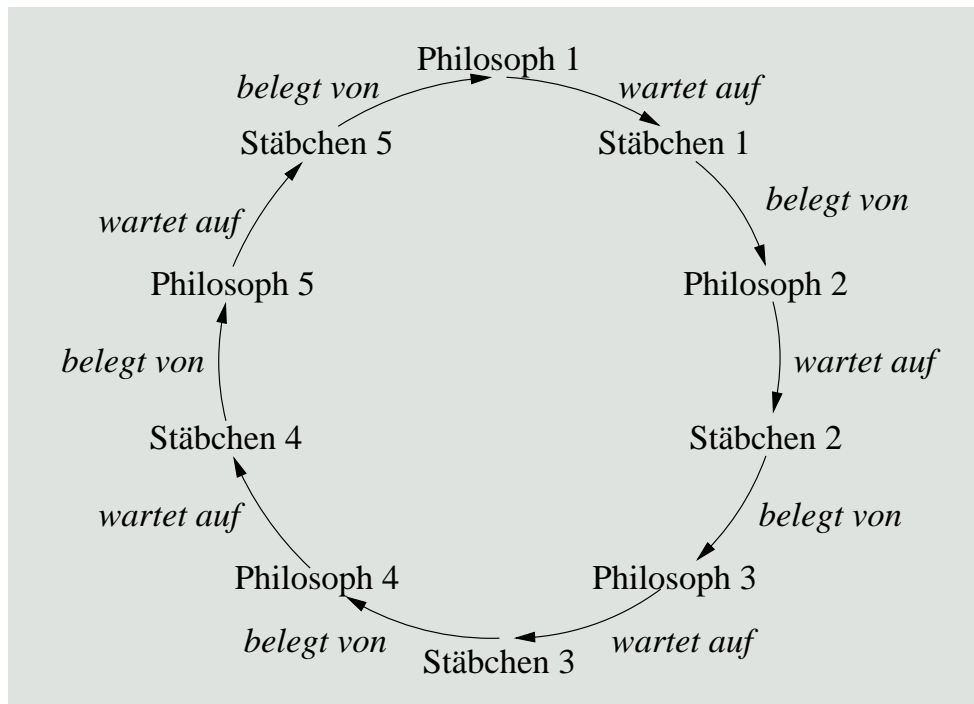 Philosoph 1
belegt von
wartet auf
Stäbchen 5
Stäbchen 1
belegt von
wartet auf
Philosoph 5
Philosoph 2
belegt von
wartet auf
Stäbchen 4
Stäbchen 2
wartet auf
belegt von
Philosoph 4
Philosoph 3
belegt von
wartet auf
Stäbchen 3